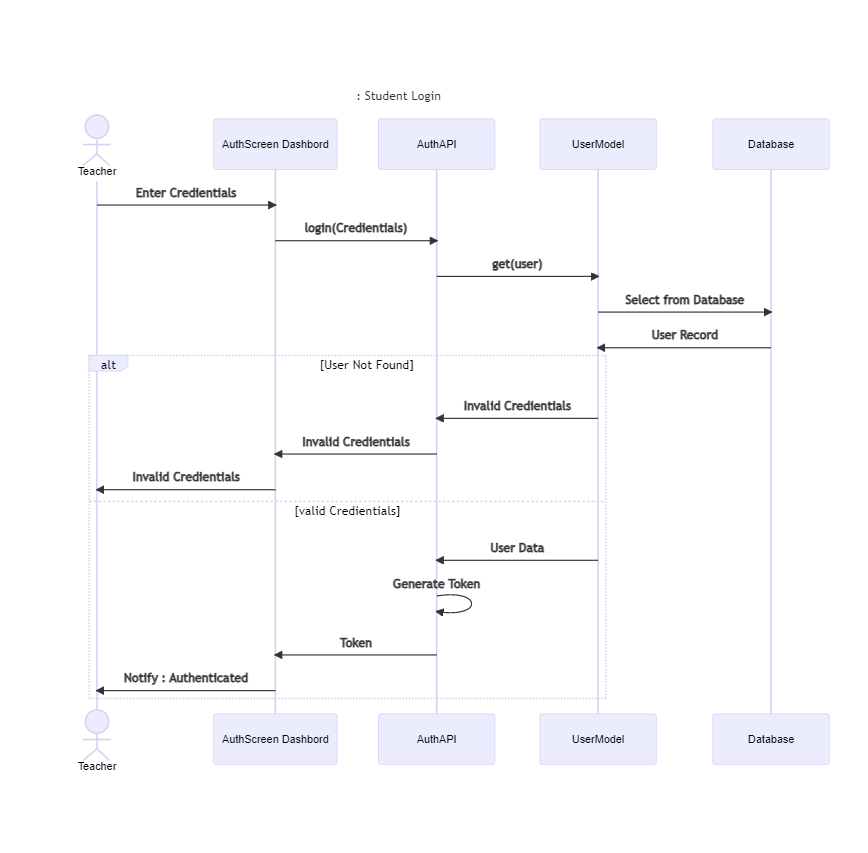 : Student Login
AuthScreen Dashbord
AuthAPI
UserModel
Database
Teacher
Enter Credientials
login(Credientials)
get(user)
Select from Database
User Record
alt
[User Not Found]
Invalid Credientials
Invalid Credientials
Invalid Credientials
[valid Credientials]
User Data
Generate Token
Token
Notify : Authenticated
AuthScreen Dashbord
AuthAPI
UserModel
Database
Teacher